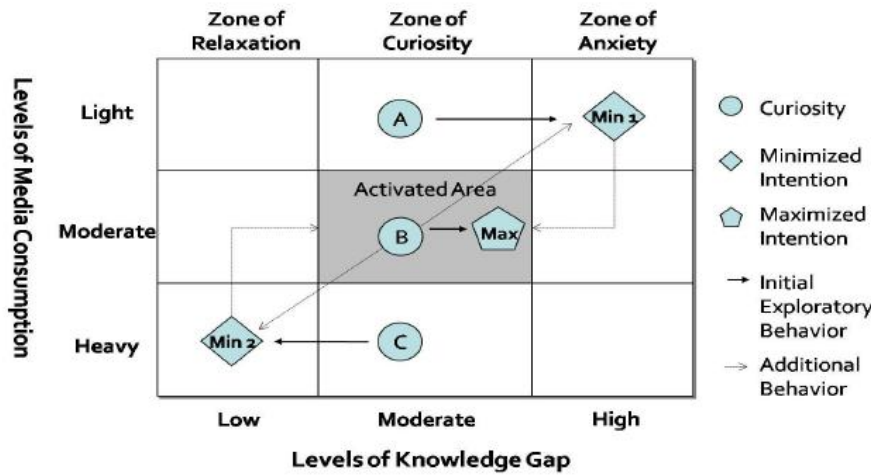 Zone of
Relaxation
Zone of
Curiosity
Zone of
Anxiety
Levels of Media Consumption
Light
A
Min 1
Activated Area
Moderate
B
Max
Heavy
Min 2
C
Low
Moderate
High
Levels of Knowledge Gap
Curiosity
Minimized
Intention
Maximized
Intention
Initial
Exploratory
Behavior
Additional
Behavior